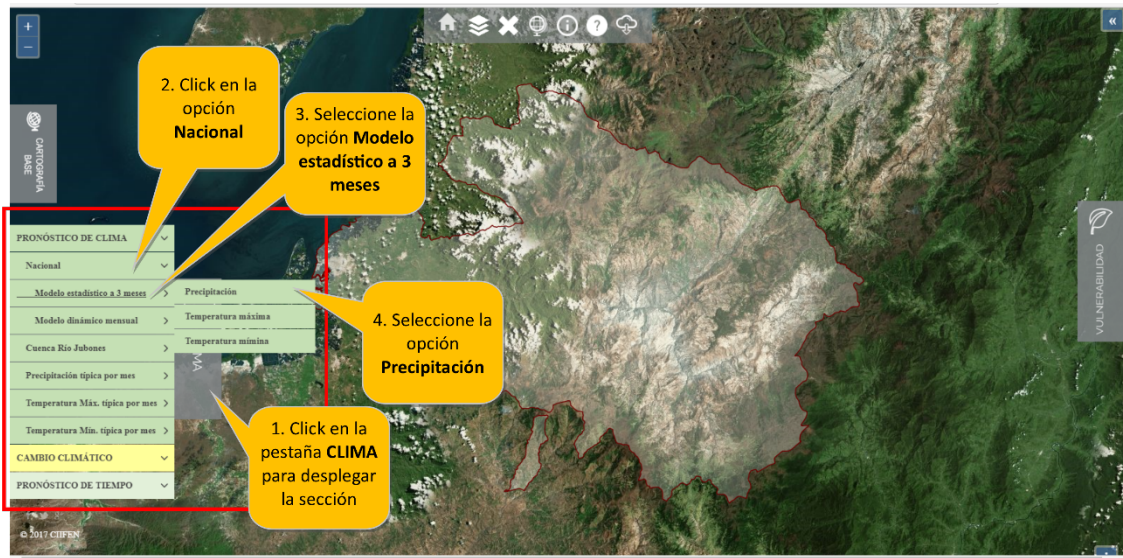 +
−
«
?
2. Click en la
opción
Nacional
3. Seleccione la
opción Modelo
estadístico a 3
meses
CARTOGRAFÍA
BASE
PRONÓSTICO DE CLIMA
Nacional
Modelo estadístico a 3 meses
Modelo dinámico mensual
Cuenca Río Jubones
Precipitación típica por mes
Temperatura Máx. típica por mes
Temperatura Mín. típica por mes
CAMBIO CLIMÁTICO
PRONÓSTICO DE TIEMPO
Precipitación
Temperatura máxima
Temperatura mímina
MA
4. Seleccione la
opción
Precipitación
1. Click en la
pestaña CLIMA
para desplegar
la sección
VULNERABILIDAD
© 2017 CIIFEN